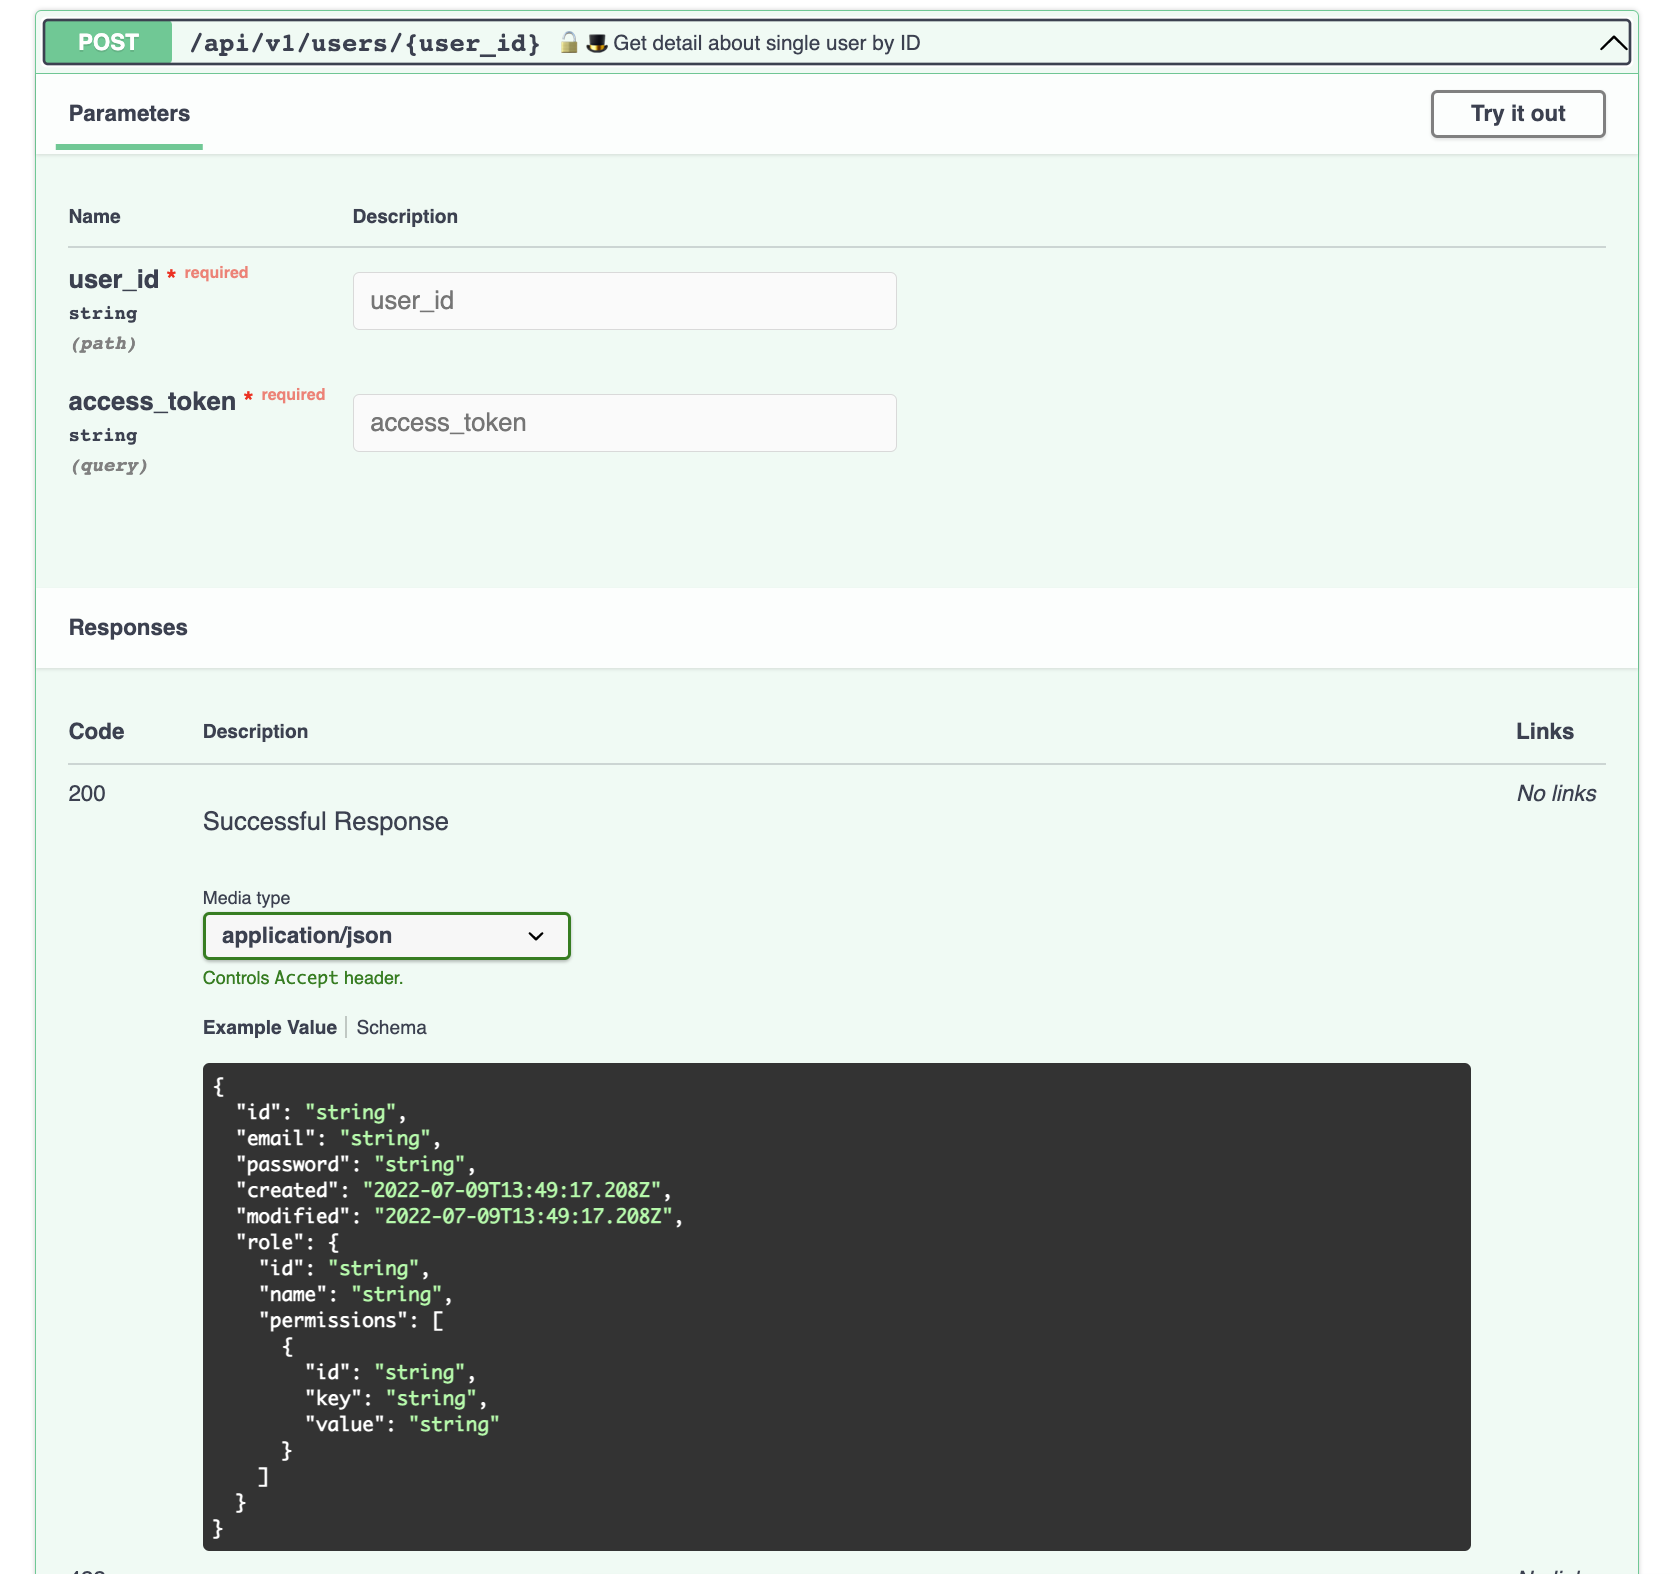 POST /api/v1/users/{user_id} 🔒🎩 Get detail about single user by ID
Parameters
Try it out
Name Description
user_id * required
string
(path)
user_id
access_token * required
string
(query)
access_token
Responses
Code Description Links
200 No links
Successful Response
Media type
application/json
Controls Accept header.
Example Value | Schema
{
  "id": "string",
  "email": "string",
  "password": "string",
  "created": "2022-07-09T13:49:17.208Z",
  "modified": "2022-07-09T13:49:17.208Z",
  "role": {
    "id": "string",
    "name": "string",
    "permissions": [
      {
        "id": "string",
        "key": "string",
        "value": "string"
      }
    ]
  }
}